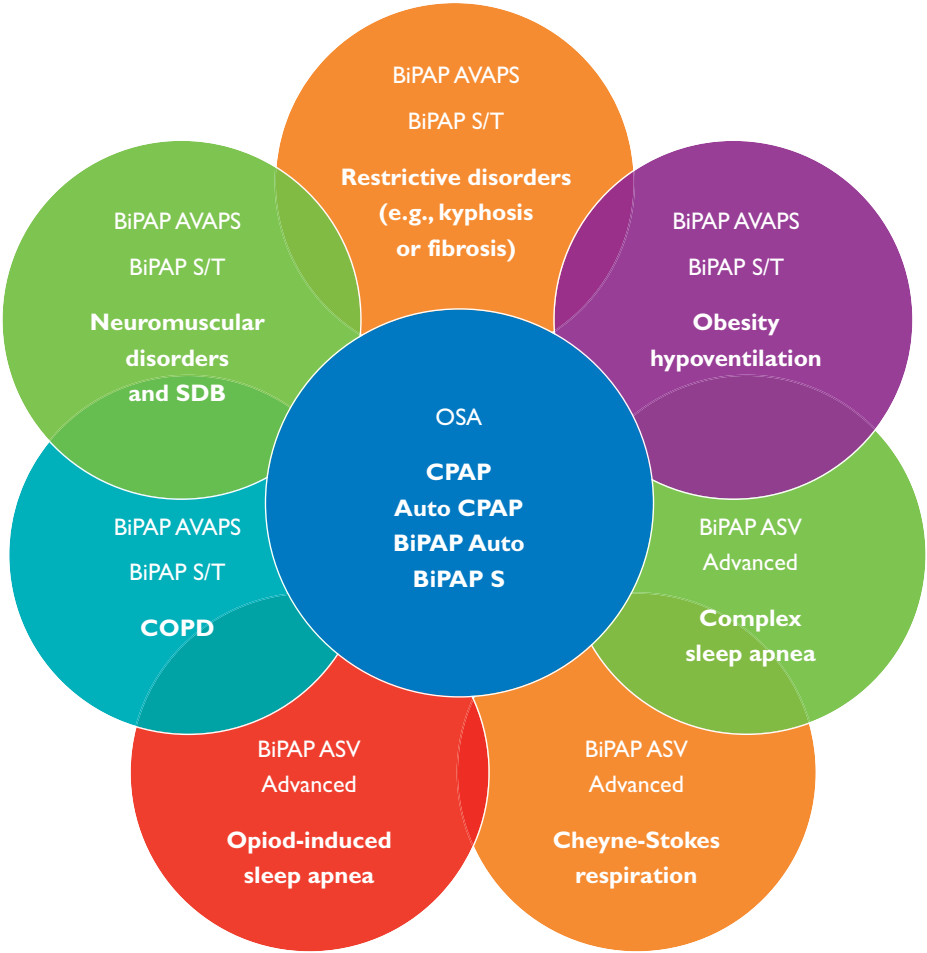 BiPAP AVAPS
BiPAP S/T
Restrictive disorders
(e.g., kyphosis
or fibrosis)
BiPAP AVAPS
BiPAP S/T
Neuromuscular
disorders
and SDB
BiPAP AVAPS
BiPAP S/T
Obesity
hypoventilation
OSA
CPAP
Auto CPAP
BiPAP Auto
BiPAP S
BiPAP AVAPS
BiPAP S/T
COPD
BiPAP ASV
Advanced
Complex
sleep apnea
BiPAP ASV
Advanced
Opiod-induced
sleep apnea
BiPAP ASV
Advanced
Cheyne-Stokes
respiration